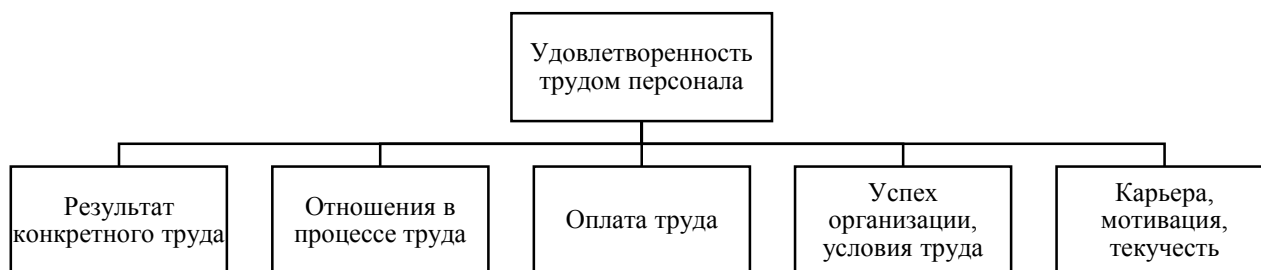 Удовлетворенность
трудом персонала
Результат
конкретного труда
Отношения в
процессе труда
Оплата труда
Успех
организации,
условия труда
Карьера,
мотивация,
текучесть